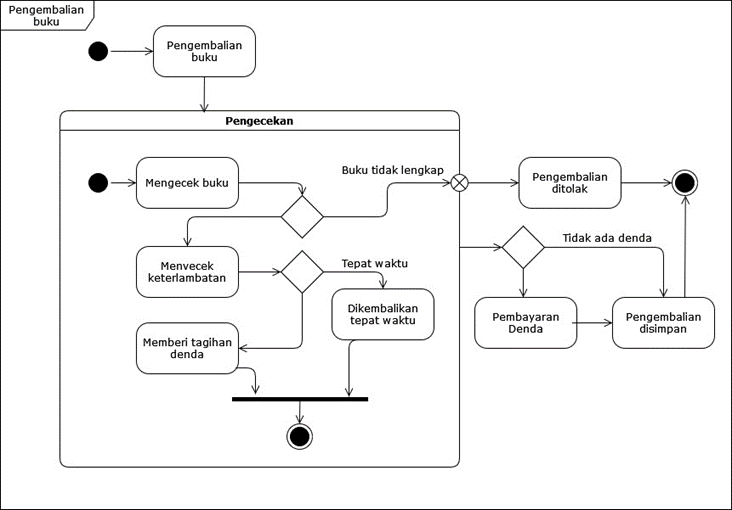 Pengembalian
buku
Pengembalian
buku
Pengecekan
Mengecek buku
Buku tidak lengkap
Pengembalian
ditolak
Menvecek
keterlambatan
Tepat waktu
Tidak ada denda
Dikembalikan
tepat waktu
Pembayaran
Denda
Pengembalian
disimpan
Memberi tagihan
denda